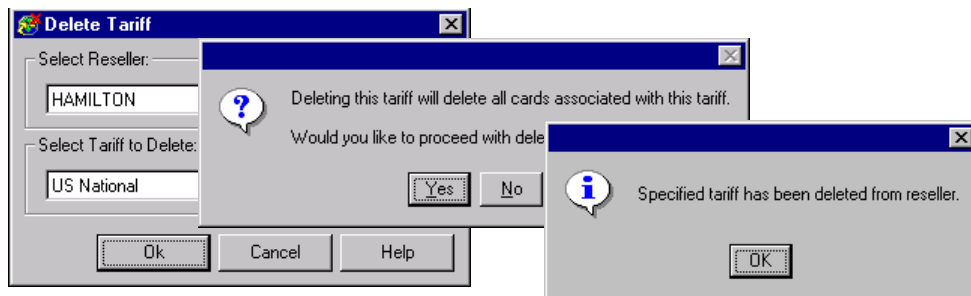 Delete Tariff
Select Reseller:
HAMILTON
Select Tariff to Delete:
US National
Ok
Cancel
Help
Deleting this tariff will delete all cards associated with this tariff.
Would you like to proceed with dele
Yes
No
Specified tariff has been deleted from reseller.
OK